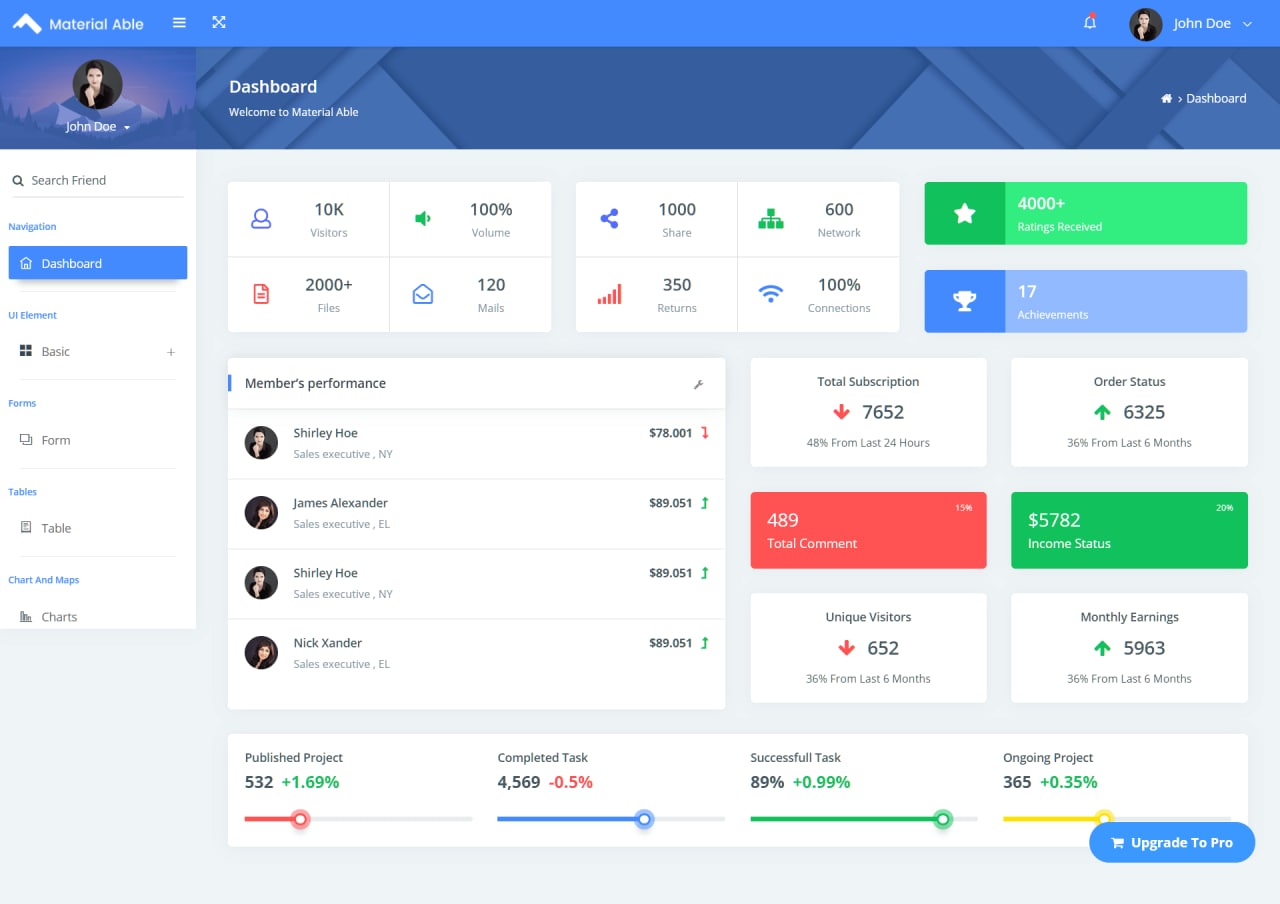 Material Able
John Doe
John Doe
Dashboard
Welcome to Material Able
› Dashboard
Search Friend
Navigation
Dashboard
UI Element
Basic +
Forms
Form
Tables
Table
Chart And Maps
Charts
10K
Visitors
100%
Volume
2000+
Files
120
Mails
1000
Share
600
Network
350
Returns
100%
Connections
4000+
Ratings Received
17
Achievements
Member's performance
Shirley Hoe
$78.001
Sales executive , NY
James Alexander
$89.051
Sales executive , EL
Shirley Hoe
$89.051
Sales executive , NY
Nick Xander
$89.051
Sales executive , EL
Total Subscription
7652
48% From Last 24 Hours
Order Status
6325
36% From Last 6 Months
15%
489
Total Comment
20%
$5782
Income Status
Unique Visitors
652
36% From Last 6 Months
Monthly Earnings
5963
36% From Last 6 Months
Published Project
532 +1.69%
Completed Task
4,569 -0.5%
Successfull Task
89% +0.99%
Ongoing Project
365 +0.35%
Upgrade To Pro